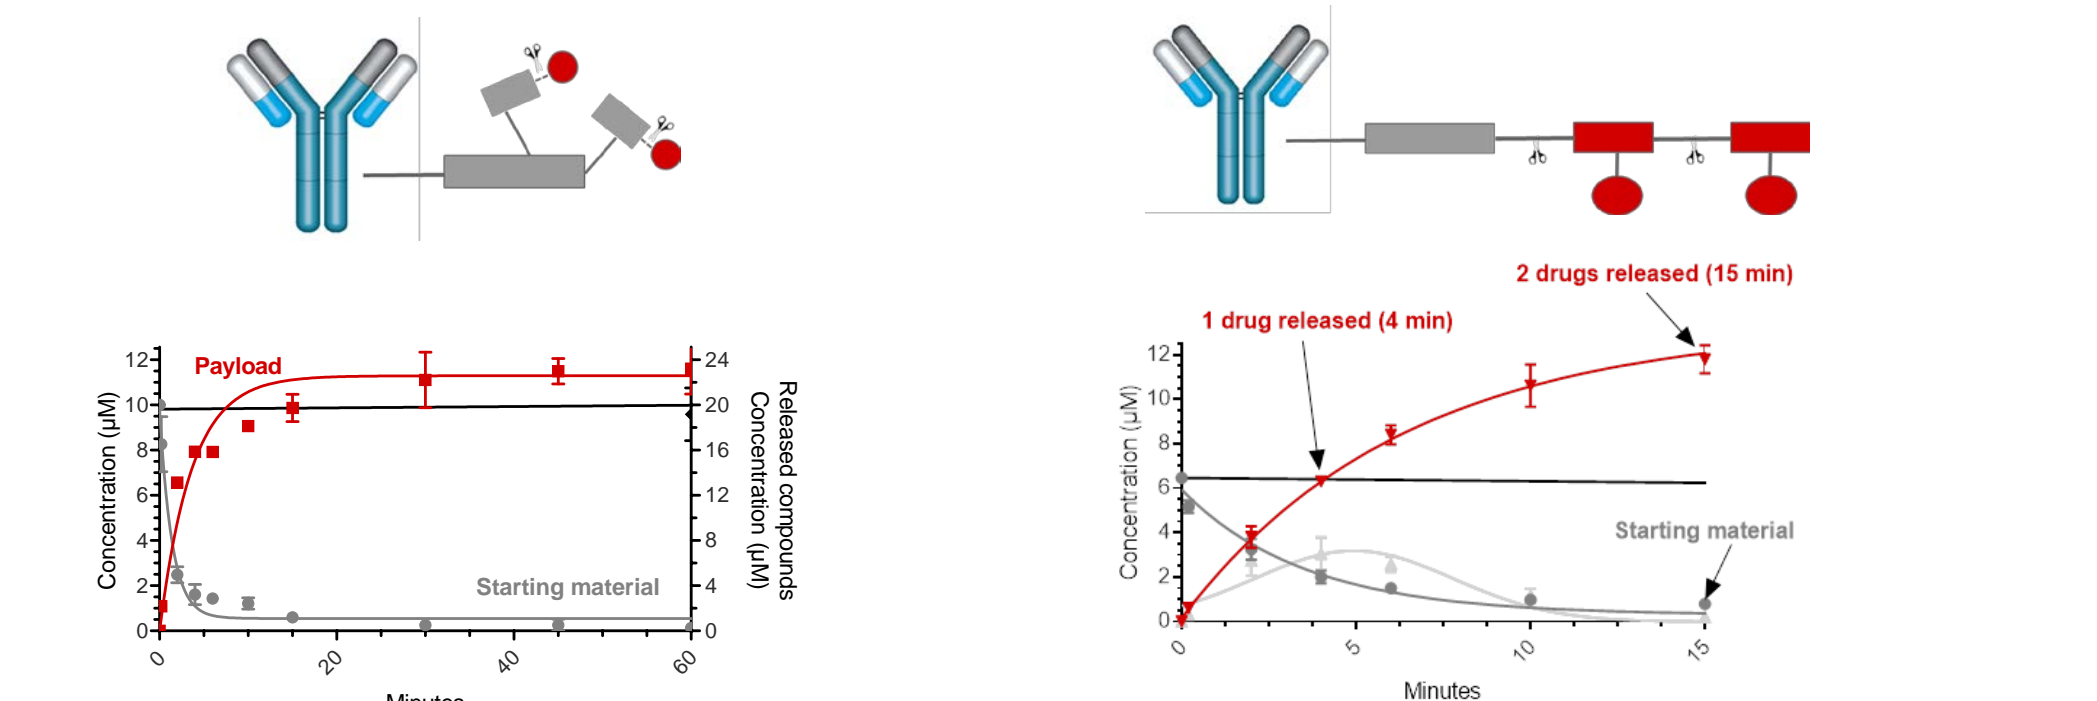 Payload
Starting material
Concentration (µM)
12
10
8
6
4
2
0
24
20
16
12
8
4
0
Released compounds
Concentration (µM)
0
20
40
60
Minutes
2 drugs released (15 min)
1 drug released (4 min)
Starting material
Concentration (µM)
12
10
8
6
4
2
0
0
5
10
15
Minutes